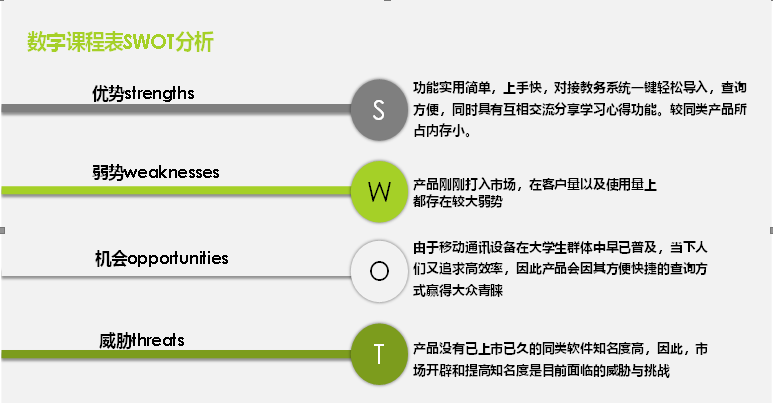 数字课程表SWOT分析
优势strengths
S
功能实用简单，上手快，对接教务系统一键轻松导入，查询
方便，同时具有互相交流分享学习心得功能。较同类产品所
占内存小。
弱势weaknesses
W
产品刚刚打入市场，在客户量以及使用量上
都存在较大弱势
机会opportunities
O
由于移动通讯设备在大学生群体中早已普及，当下人
们又追求高效率，因此产品会因其方便快捷的查询方
式赢得大众青睐
威胁threats
T
产品没有已上市已久的同类软件知名度高，因此，市
场开辟和提高知名度是目前面临的威胁与挑战